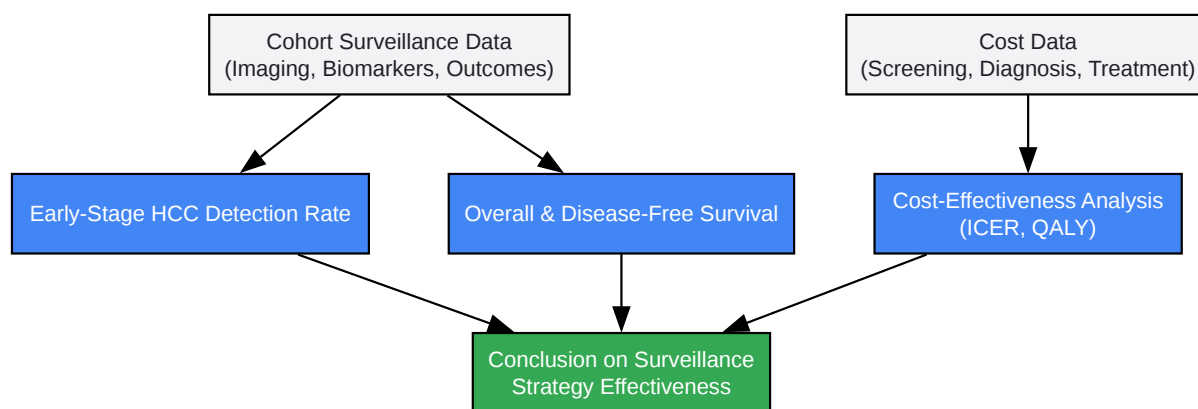 Cohort Surveillance Data
(Imaging, Biomarkers, Outcomes)
Cost Data
(Screening, Diagnosis, Treatment)
Early-Stage HCC Detection Rate
Overall & Disease-Free Survival
Cost-Effectiveness Analysis
(ICER, QALY)
Conclusion on Surveillance
Strategy Effectiveness